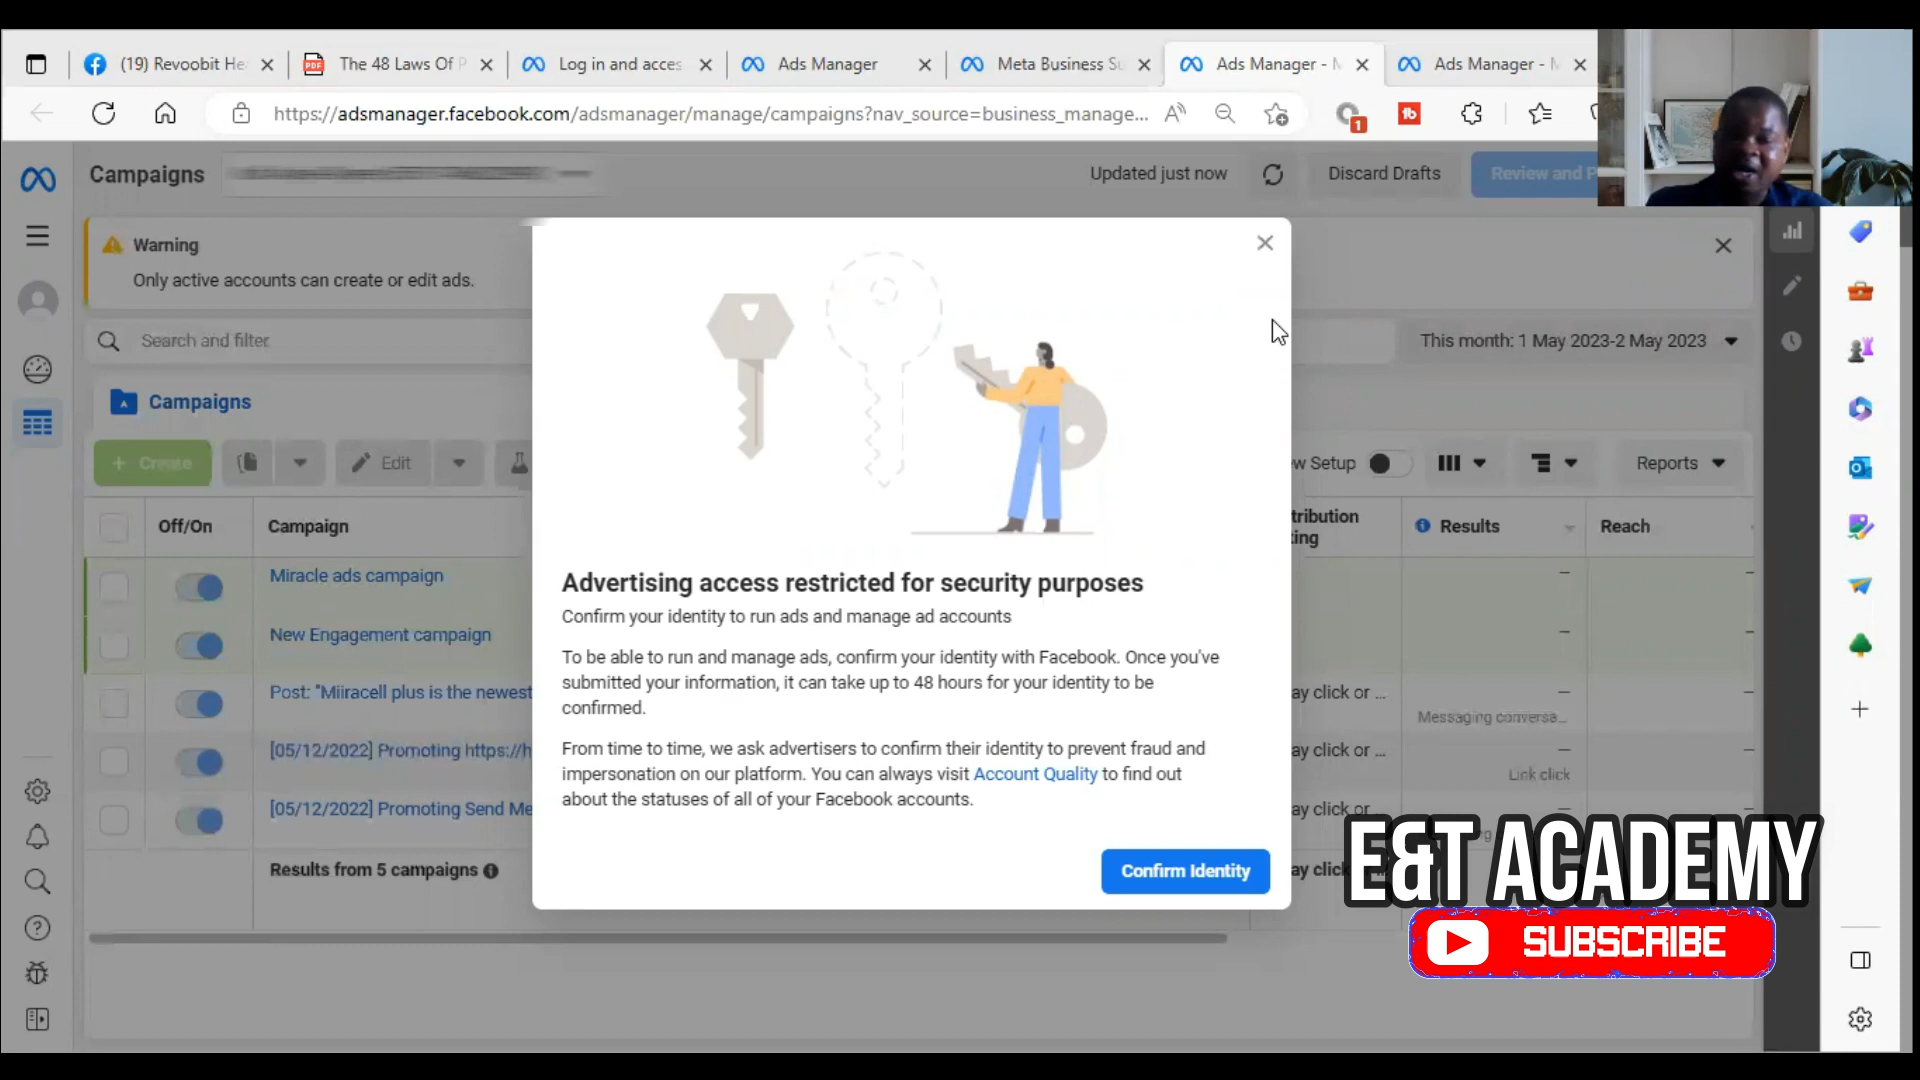 (19) Revoobit He
The 48 Laws Of P
Log in and acces
Ads Manager
Meta Business Su
Ads Manager - M
Ads Manager - M
https://adsmanager.facebook.com/adsmanager/manage/campaigns?nav_source=business_manage...
Campaigns
Updated just now
Discard Drafts
Review and P
Warning
Only active accounts can create or edit ads.
Search and filter
This month: 1 May 2023-2 May 2023
Campaigns
+ Create
Edit
w Setup
Reports
Off/On
Campaign
tribution
ting
Results
Reach
Miracle ads campaign
New Engagement campaign
Post: "Miiracell plus is the newest
ay click or ...
Messaging conversa...
[05/12/2022] Promoting https://h
ay click or ...
Link click
[05/12/2022] Promoting Send Me
ay click or
Results from 5 campaigns
ay click
Advertising access restricted for security purposes
Confirm your identity to run ads and manage ad accounts
To be able to run and manage ads, confirm your identity with Facebook. Once you've
submitted your information, it can take up to 48 hours for your identity to be
confirmed.
From time to time, we ask advertisers to confirm their identity to prevent fraud and
impersonation on our platform. You can always visit Account Quality to find out
about the statuses of all of your Facebook accounts.
Confirm Identity
E&T ACADEMY
SUBSCRIBE